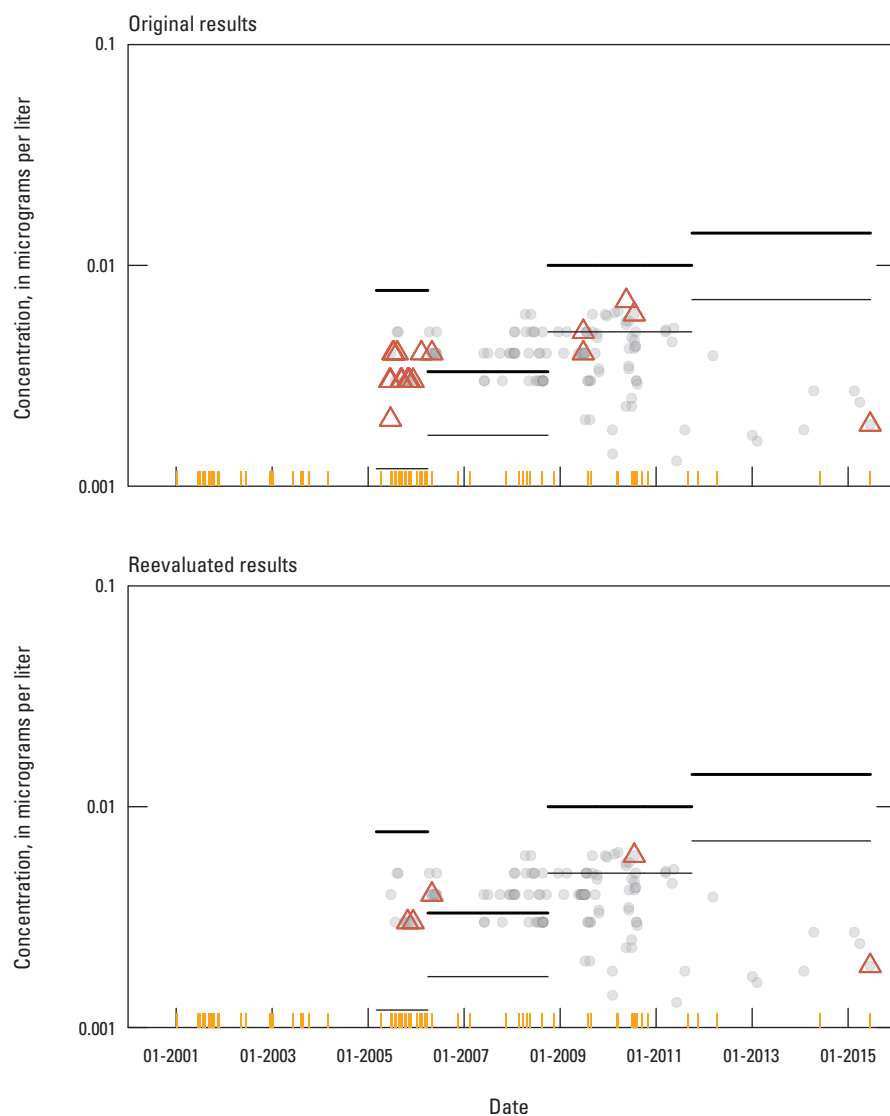 Original results
0.1
0.01
0.001
Concentration, in micrograms per liter
Reevaluated results
0.1
0.01
0.001
Concentration, in micrograms per liter
01-2001 01-2003 01-2005 01-2007 01-2009 01-2011 01-2013 01-2015
Date